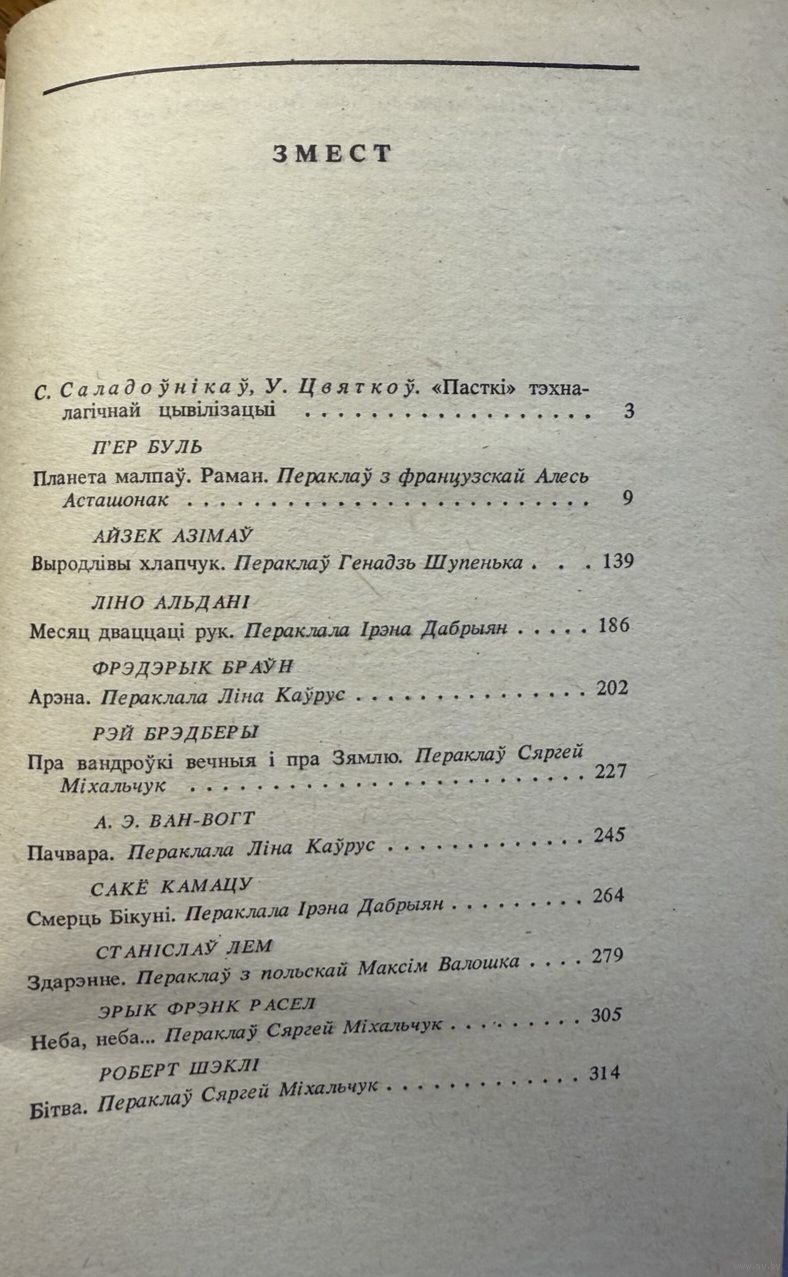 ЗМЕСТ
С. Саладоўнікаў, У. Цвяткоў. «Пасткі» тэхна-
лагічнай цывілізацыі . . . . . . . . . . . . . . . . . . 3
П'ЕР БУЛЬ
Планета малпаў. Раман. Пераклаў з французскай Алесь
Асташонак . . . . . . . . . . . . . . . . . . . . . . . . 9
АЙЗЕК АЗІМАЎ
Выродлівы хлапчук. Пераклаў Генадзь Шупенька . . . 139
ЛІНО АЛЬДАНІ
Месяц дваццаці рук. Пераклала Ірэна Дабрыян . . . . . 186
ФРЭДЭРЫК БРАЎН
Арэна. Пераклала Ліна Каўрус . . . . . . . . . . . . . . . 202
РЭЙ БРЭДБЕРЫ
Пра вандроўкі вечныя і пра Зямлю. Пераклаў Сяргей
Міхальчук . . . . . . . . . . . . . . . . . . . . . . . . 227
А. Э. ВАН-ВОГТ
Пачвара. Пераклала Ліна Каўрус . . . . . . . . . . . . . 245
САКЁ КАМАЦУ
Смерць Бікуні. Пераклала Ірэна Дабрыян . . . . . . . . . 264
СТАНІСЛАЎ ЛЕМ
Здарэнне. Пераклаў з польскай Максім Валошка . . . . 279
ЭРЫК ФРЭНК РАСЕЛ
Неба, неба... Пераклаў Сяргей Міхальчук . . . . . . . . . 305
РОБЕРТ ШЭКЛІ
Бітва. Пераклаў Сяргей Міхальчук . . . . . . . . . . . . . 314
www.ay.by